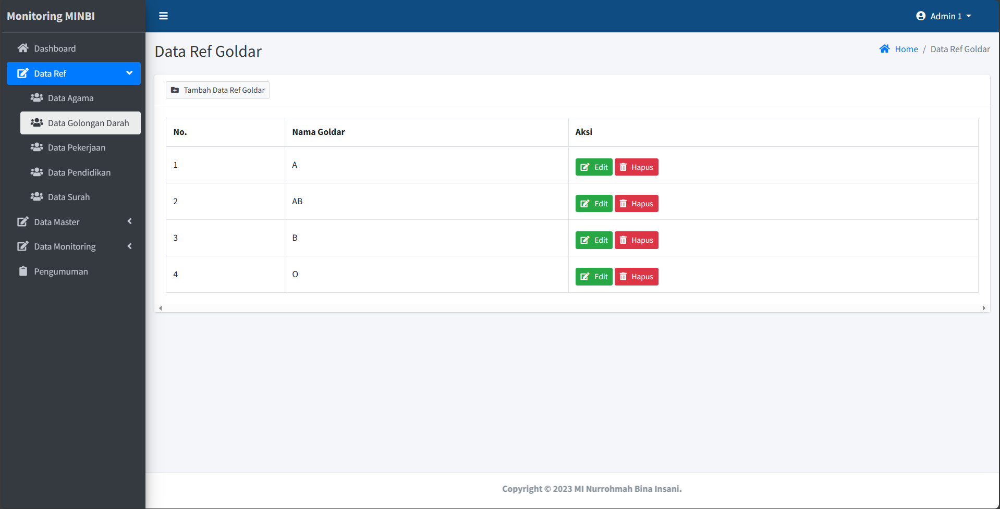 Monitoring MINBI
Admin 1
Dashboard
Data Ref
Data Agama
Data Golongan Darah
Data Pekerjaan
Data Pendidikan
Data Surah
Data Master
Data Monitoring
Pengumuman
Data Ref Goldar
Home / Data Ref Goldar
Tambah Data Ref Goldar
No. Nama Goldar Aksi
1 A Edit Hapus
2 AB Edit Hapus
3 B Edit Hapus
4 O Edit Hapus
Copyright © 2023 MI Nurrohmah Bina Insani.